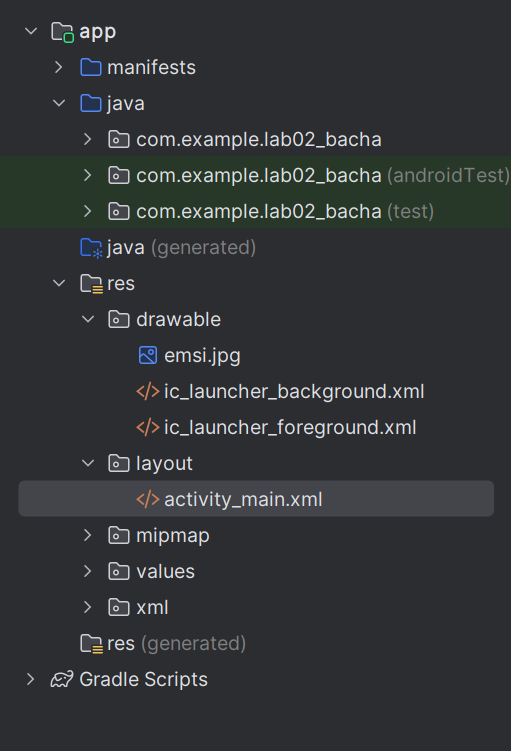 app
manifests
java
com.example.lab02_bacha
com.example.lab02_bacha (androidTest)
com.example.lab02_bacha (test)
java (generated)
res
drawable
emsi.jpg
ic_launcher_background.xml
ic_launcher_foreground.xml
layout
activity_main.xml
mipmap
values
xml
res (generated)
Gradle Scripts